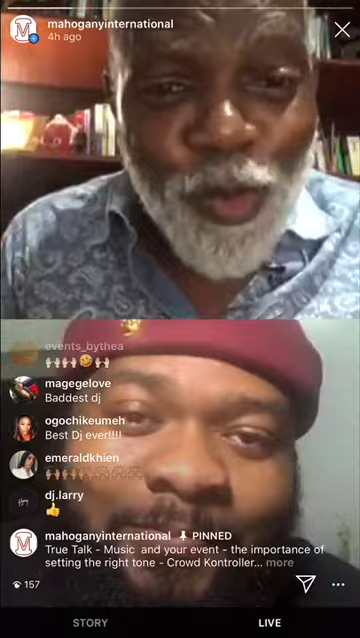 mahoganyinternational
4h ago
events_bythea
🙌🏽🙌🏽🤣🙌🏽
magegelove
Baddest dj
ogochikeumeh
Best Dj ever!!!!
emeraldkhien
dj.larry
👍
mahoganyinternational PINNED
True Talk - Music and your event - the importance of
setting the right tone - Crowd Kontroller... more
157
STORY
LIVE